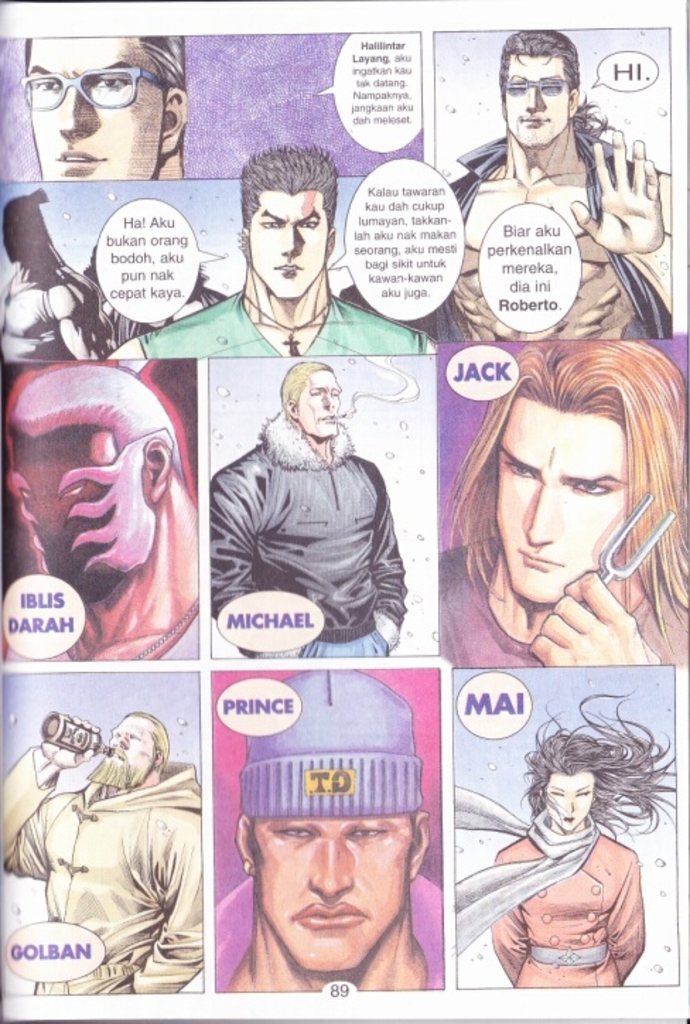 Halilintar
Layang, aku
ingatkan kau
tak datang.
Nampaknya,
jangkaan aku
dah meleset.
HI.
Ha! Aku
bukan orang
bodoh, aku
pun nak
cepat kaya.
Kalau tawaran
kau dah cukup
lumayan, takkan-
lah aku nak makan
seorang, aku mesti
bagi sikit untuk
kawan-kawan
aku juga.
Biar aku
perkenalkan
mereka,
dia ini
Roberto.
IBLIS
DARAH
MICHAEL
JACK
GOLBAN
PRINCE
TD
MAI
89